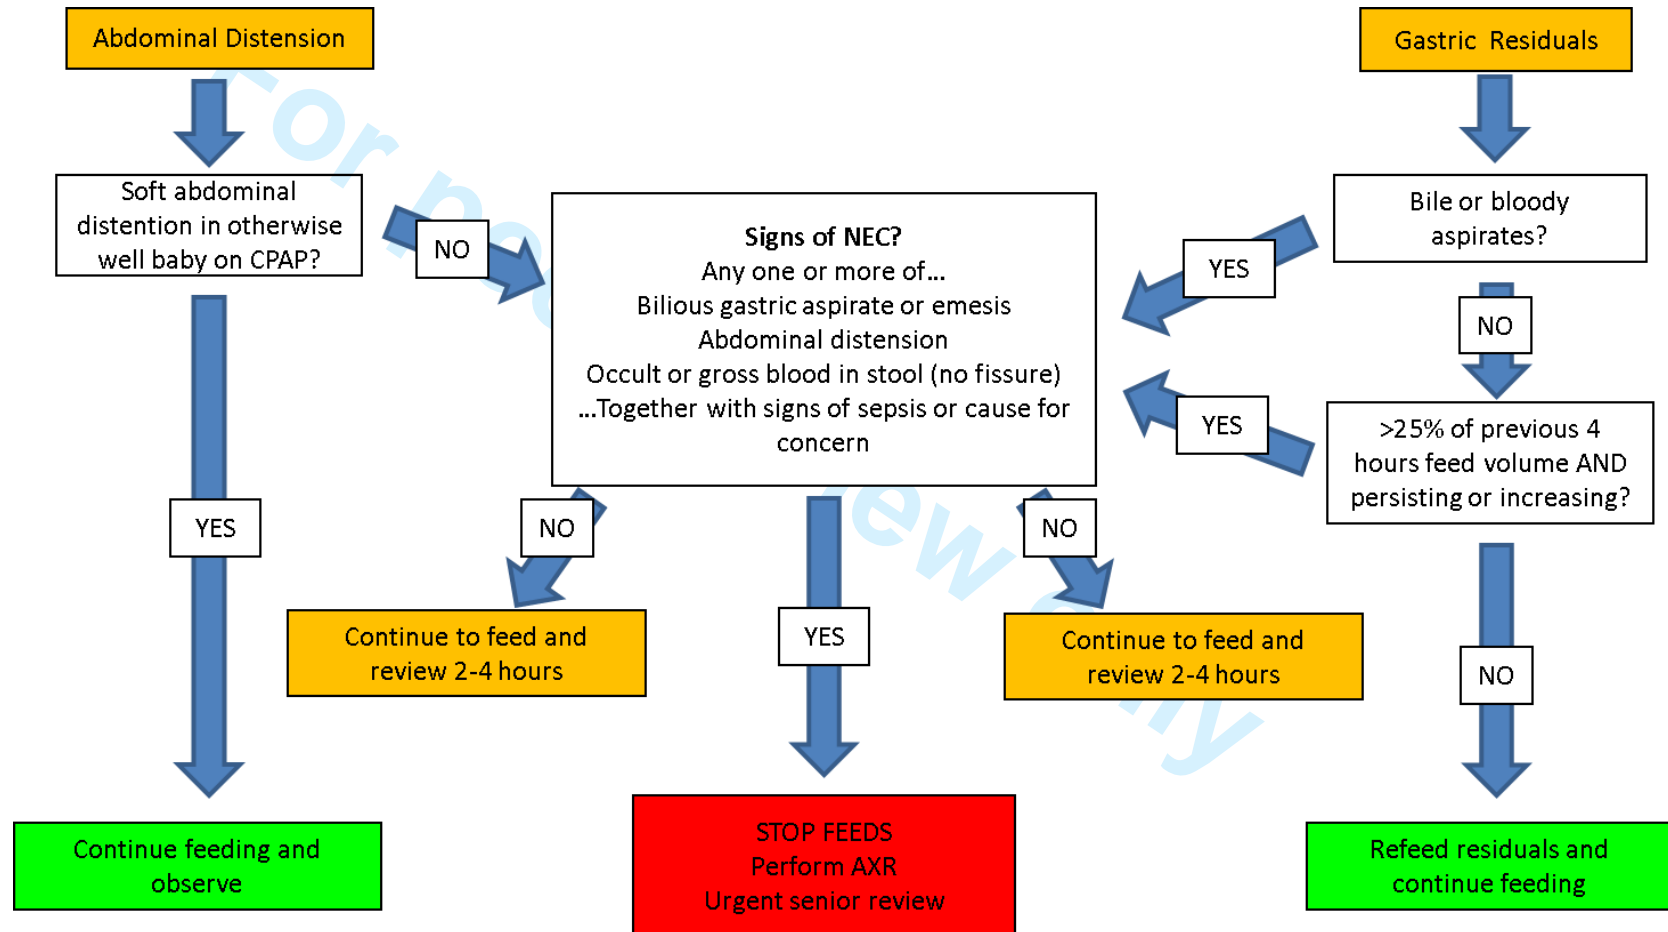 Abdominal Distension
Gastric Residuals
Soft abdominal
distention in otherwise
well baby on CPAP?
NO
Signs of NEC?
Any one or more of...
Bilious gastric aspirate or emesis
Abdominal distension
Occult or gross blood in stool (no fissure)
...Together with signs of sepsis or cause for
concern
YES
Bile or bloody
aspirates?
NO
YES
>25% of previous 4
hours feed volume AND
persisting or increasing?
YES
NO
YES
NO
NO
Continue to feed and
review 2-4 hours
Continue to feed and
review 2-4 hours
Continue feeding and
observe
STOP FEEDS
Perform AXR
Urgent senior review
Refeed residuals and
continue feeding
For peer review only